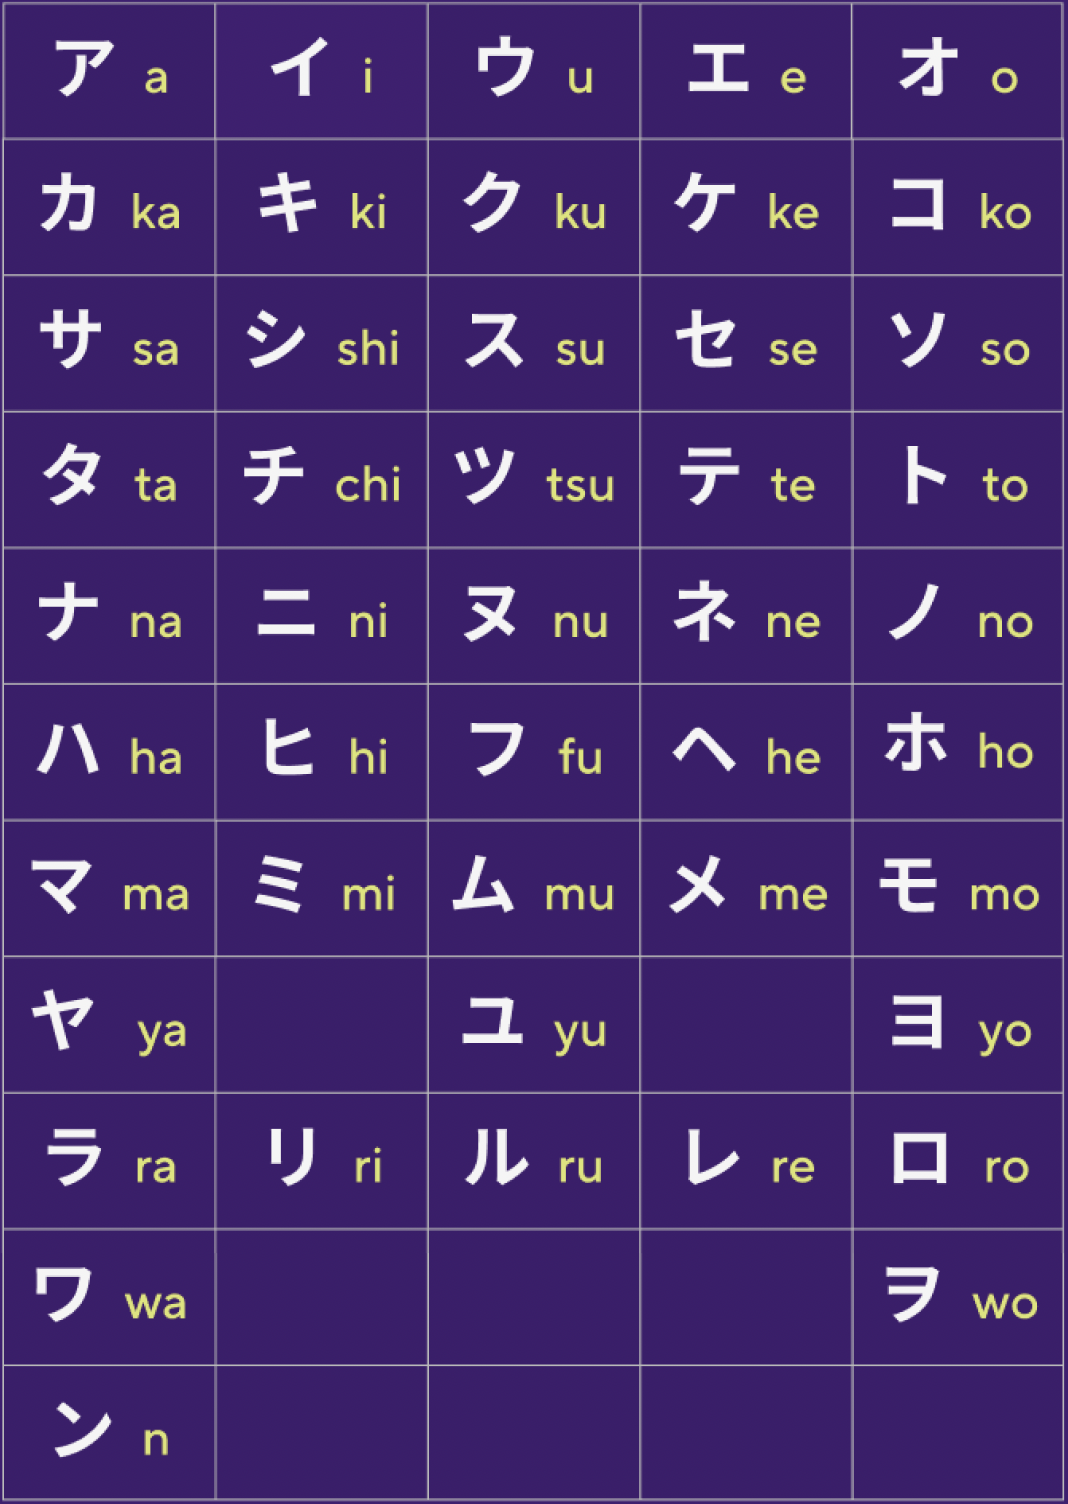 ア a イ i ウ u エ e オ o
カ ka キ ki ク ku ケ ke コ ko
サ sa シ shi ス su セ se ソ so
タ ta チ chi ツ tsu テ te ト to
ナ na ニ ni ヌ nu ネ ne ノ no
ハ ha ヒ hi フ fu ヘ he ホ ho
マ ma ミ mi ム mu メ me モ mo
ヤ ya ユ yu ヨ yo
ラ ra リ ri ル ru レ re ロ ro
ワ wa ヲ wo
ン n